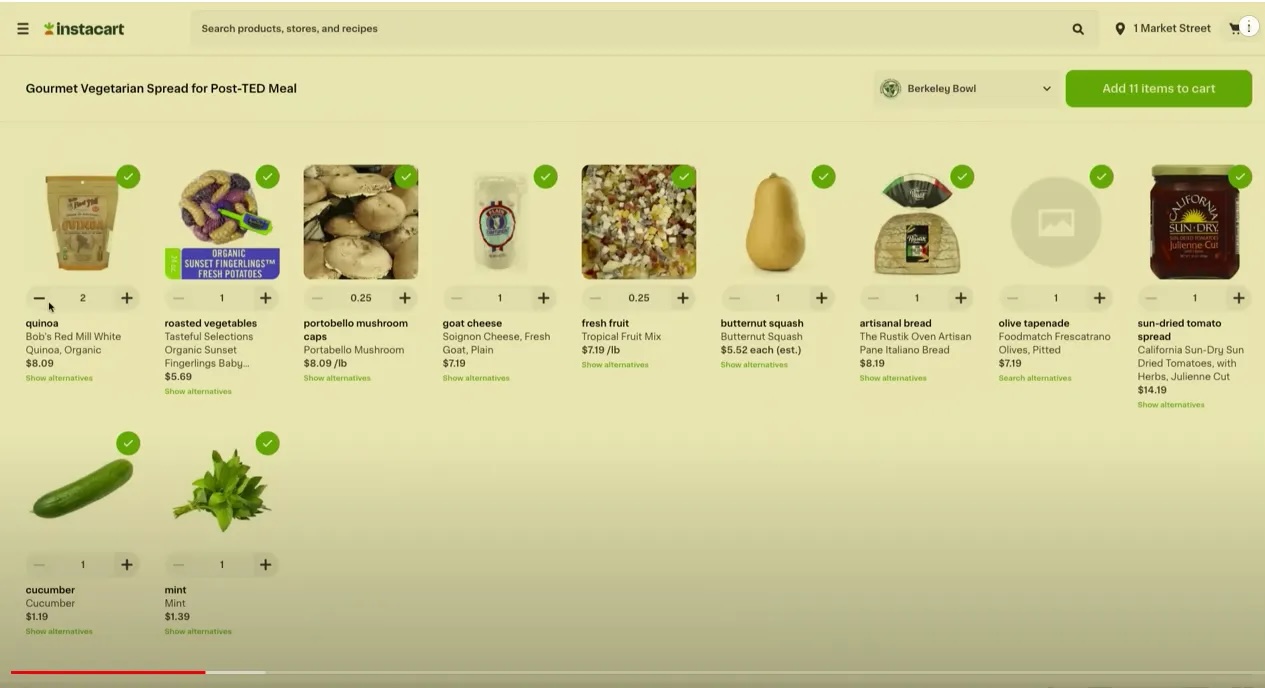 instacart
Search products, stores, and recipes
1 Market Street
Gourmet Vegetarian Spread for Post-TED Meal
Berkeley Bowl
Add 11 items to cart
QUINOA
ORGANIC
SUNSET FINGERLINGS™
FRESH POTATOES
CALIFORNIA
SUN-DRY
Julienne-Cut
2
1
0.25
1
0.25
1
1
1
1
quinoa
Bob's Red Mill White
Quinoa, Organic
$8.09
Show alternatives
roasted vegetables
Tasteful Selections
Organic Sunset
Fingerlings Baby...
$5.69
Show alternatives
portobello mushroom
caps
Portabello Mushroom
$8.09 /lb
Show alternatives
goat cheese
Soignon Cheese, Fresh
Goat, Plain
$7.19
Show alternatives
fresh fruit
Tropical Fruit Mix
$7.19 /lb
Show alternatives
butternut squash
Butternut Squash
$5.52 each (est.)
Show alternatives
artisanal bread
The Rustik Oven Artisan
Pane Italiano Bread
$8.19
Show alternatives
olive tapenade
Foodmatch Frescatrano
Olives, Pitted
$7.19
Search alternatives
sun-dried tomato
spread
California Sun-Dry Sun
Dried Tomatoes, with
Herbs, Julienne Cut
$14.19
Show alternatives
1
1
cucumber
Cucumber
$1.19
Show alternatives
mint
Mint
$1.39
Show alternatives